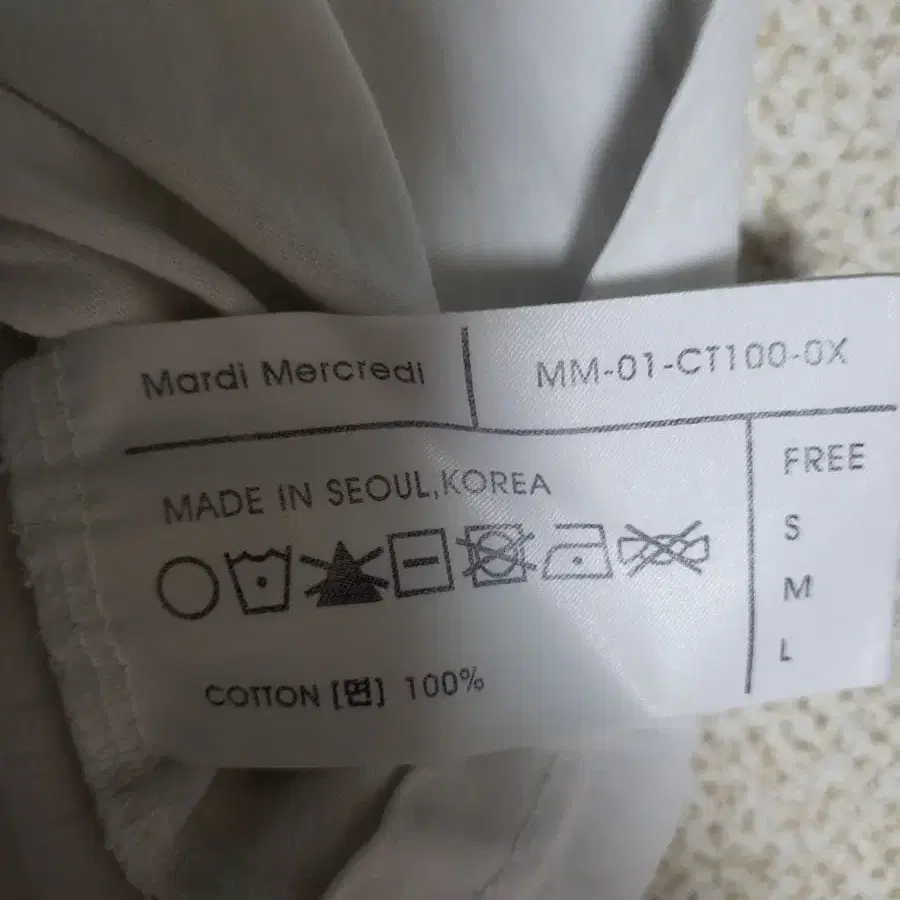 Mardi Mercredi
MM-01-CT100-0X
MADE IN SEOUL,KOREA
COTTON [면] 100%
FREE
S
M
L